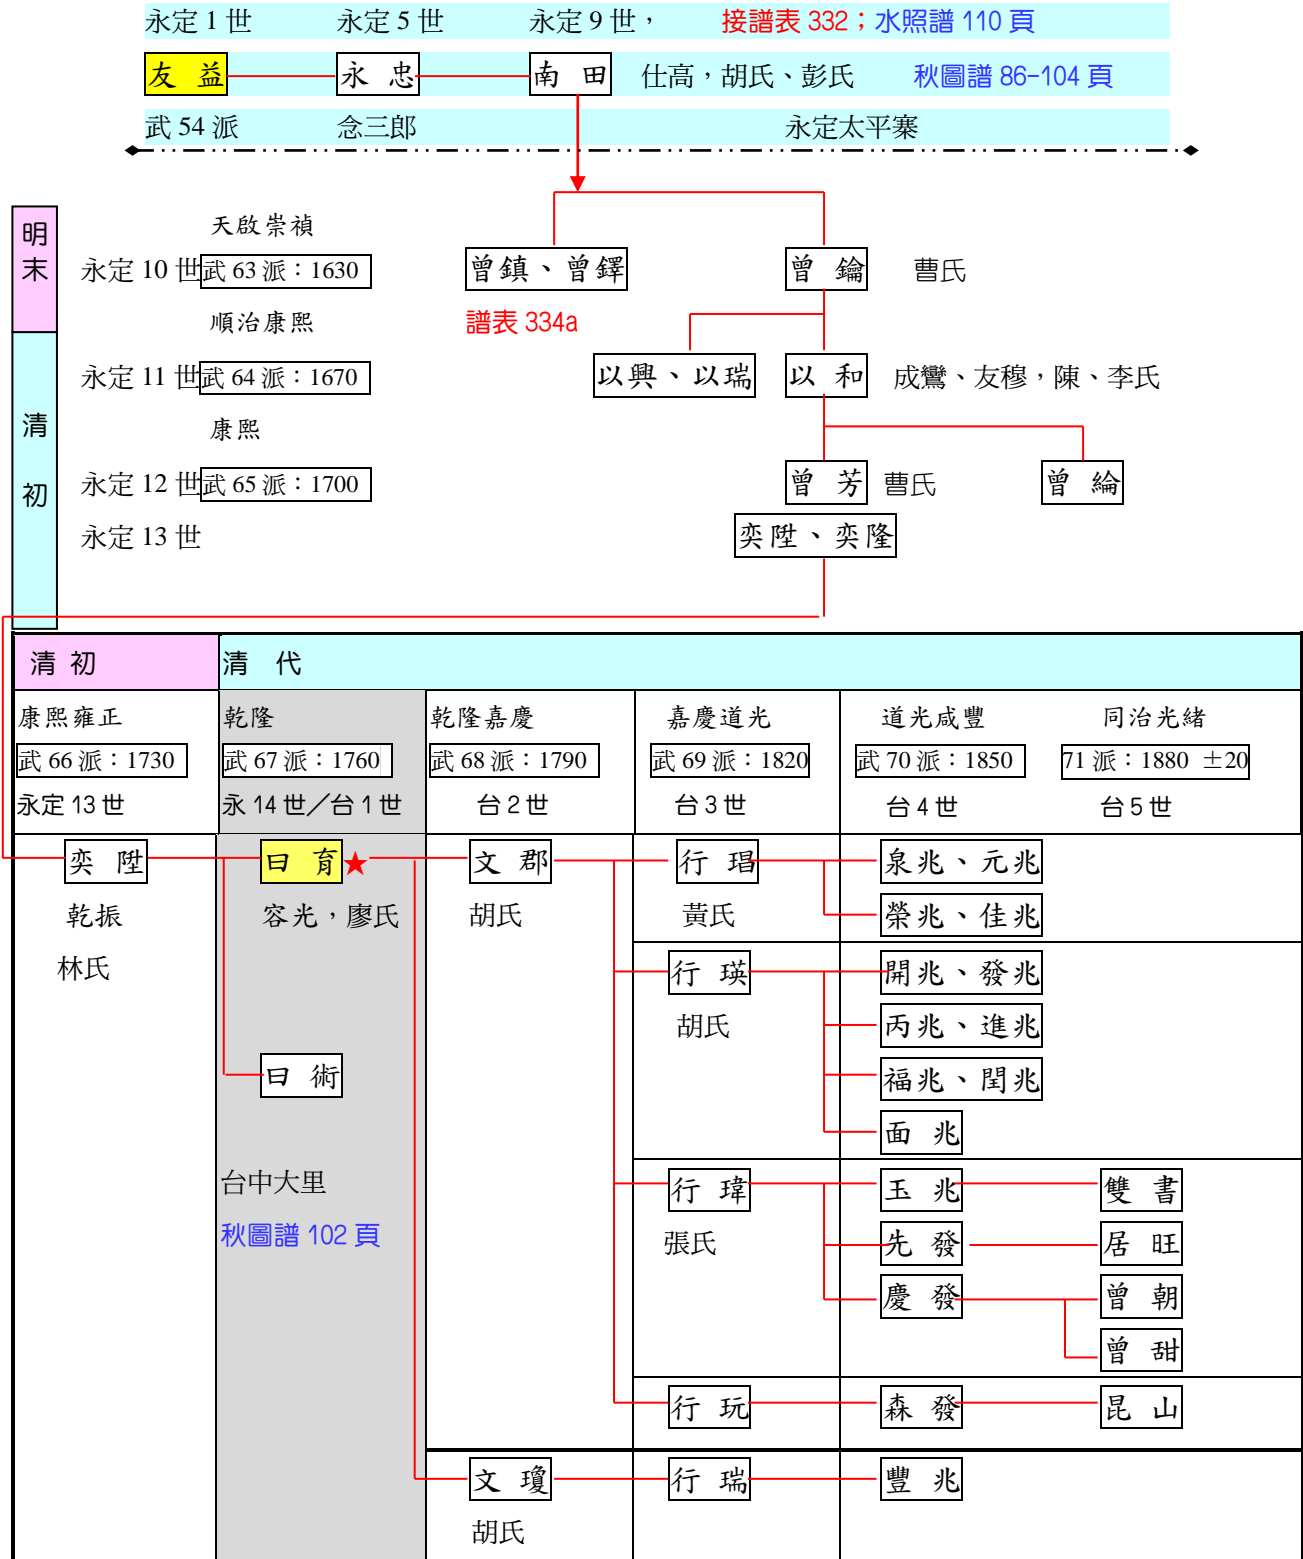 永定 1 世 永定 5 世 永定 9 世， 接譜表 332；水照譜 110 頁
友 益 永 忠 南 田 仕高，胡氏、彭氏 秋圖譜 86-104 頁
武 54 派 念三郎 永定太平寨
明末
天啟崇禎
永定 10 世 武 63 派：1630 曾鎮、曾鐸 曾 鑰 曹氏
順治康熙 譜表 334a
清初
永定 11 世 武 64 派：1670 以興、以瑞 以 和 成鸞、友穆，陳、李氏
康熙
永定 12 世 武 65 派：1700 曾 芳 曹氏 曾 綸
永定 13 世 奕陞、奕隆
清 初 清 代
康熙雍正 乾隆 乾隆嘉慶 嘉慶道光 道光咸豐 同治光緒
武 66 派：1730 武 67 派：1760 武 68 派：1790 武 69 派：1820 武 70 派：1850 71 派：1880 ±20
永定 13 世 永 14 世／台 1 世 台 2 世 台 3 世 台 4 世 台 5 世
奕 陞 日 育★ 文 郡 行 琩 泉兆、元兆
乾振 容光，廖氏 胡氏 黃氏 榮兆、佳兆
林氏 行 瑛 開兆、發兆
胡氏 丙兆、進兆
日 術 福兆、閏兆
面 兆
台中大里 行 瑋 玉 兆 雙 書
秋圖譜 102 頁 張氏 先 發 居 旺
慶 發 曾 朝
曾 甜
行 玩 森 發 昆 山
文 瓊 行 瑞 豐 兆
胡氏